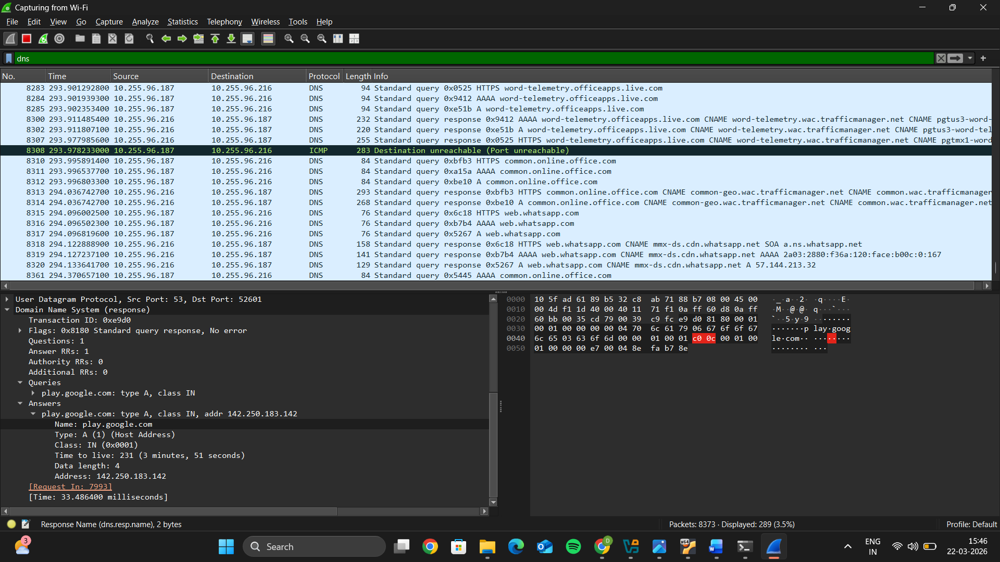 Capturing from Wi-Fi
File Edit View Go Capture Analyze Statistics Telephony Wireless Tools Help
dns
No. Time Source Destination Protocol Length Info
8283 293.901292800 10.255.96.187 10.255.96.216 DNS 94 Standard query 0x0525 HTTPS word-telemetry.officeapps.live.com
8284 293.901939300 10.255.96.187 10.255.96.216 DNS 94 Standard query 0x9412 AAAA word-telemetry.officeapps.live.com
8285 293.902353400 10.255.96.187 10.255.96.216 DNS 94 Standard query 0xe51b A word-telemetry.officeapps.live.com
8300 293.911485400 10.255.96.216 10.255.96.187 DNS 232 Standard query response 0x9412 AAAA word-telemetry.officeapps.live.com CNAME word-telemetry.wac.trafficmanager.net CNAME pgtus3-word-
8302 293.911807100 10.255.96.216 10.255.96.187 DNS 220 Standard query response 0xe51b A word-telemetry.officeapps.live.com CNAME word-telemetry.wac.trafficmanager.net CNAME pgtus3-word-tel
8307 293.977985600 10.255.96.216 10.255.96.187 DNS 255 Standard query response 0x0525 HTTPS word-telemetry.officeapps.live.com CNAME word-telemetry.wac.trafficmanager.net CNAME pgtmx1-word
8308 293.978233000 10.255.96.187 10.255.96.216 ICMP 283 Destination unreachable (Port unreachable)
8310 293.995891400 10.255.96.187 10.255.96.216 DNS 84 Standard query 0xbfb3 HTTPS common.online.office.com
8311 293.996537700 10.255.96.187 10.255.96.216 DNS 84 Standard query 0xa15a AAAA common.online.office.com
8312 293.996803300 10.255.96.187 10.255.96.216 DNS 84 Standard query 0xbe10 A common.online.office.com
8313 294.036742700 10.255.96.216 10.255.96.187 DNS 293 Standard query response 0xbfb3 HTTPS common.online.office.com CNAME common-geo.wac.trafficmanager.net CNAME common.wac.trafficmanager
8314 294.036742700 10.255.96.216 10.255.96.187 DNS 268 Standard query response 0xbe10 A common.online.office.com CNAME common-geo.wac.trafficmanager.net CNAME common.wac.trafficmanager.net
8315 294.096002500 10.255.96.187 10.255.96.216 DNS 76 Standard query 0x6c18 HTTPS web.whatsapp.com
8316 294.096502300 10.255.96.187 10.255.96.216 DNS 76 Standard query 0xb7b4 AAAA web.whatsapp.com
8317 294.096819600 10.255.96.187 10.255.96.216 DNS 76 Standard query 0x5267 A web.whatsapp.com
8318 294.122888900 10.255.96.216 10.255.96.187 DNS 158 Standard query response 0x6c18 HTTPS web.whatsapp.com CNAME mmx-ds.cdn.whatsapp.net SOA a.ns.whatsapp.net
8319 294.127237100 10.255.96.216 10.255.96.187 DNS 141 Standard query response 0xb7b4 AAAA web.whatsapp.com CNAME mmx-ds.cdn.whatsapp.net AAAA 2a03:2880:f36a:120:face:b00c:0:167
8320 294.133641700 10.255.96.216 10.255.96.187 DNS 129 Standard query response 0x5267 A web.whatsapp.com CNAME mmx-ds.cdn.whatsapp.net A 57.144.213.32
8361 294.370657100 10.255.96.187 10.255.96.216 DNS 84 Standard query 0x5445 AAAA common.online.office.com
User Datagram Protocol, Src Port: 53, Dst Port: 52601
Domain Name System (response)
Transaction ID: 0xe9d0
Flags: 0x8180 Standard query response, No error
Questions: 1
Answer RRs: 1
Authority RRs: 0
Additional RRs: 0
Queries
play.google.com: type A, class IN
Answers
play.google.com: type A, class IN, addr 142.250.183.142
Name: play.google.com
Type: A (1) (Host Address)
Class: IN (0x0001)
Time to live: 231 (3 minutes, 51 seconds)
Data length: 4
Address: 142.250.183.142
[Request In: 7993]
[Time: 33.486400 milliseconds]
0000 10 5f ad 61 89 b5 32 c8 ab 71 88 b7 08 00 45 00 ·_·a··2· ·q····E·
0010 00 4d f1 1d 40 00 40 11 71 f1 0a ff 60 d8 0a ff ·M··@·@· q···`···
0020 60 bb 00 35 cd 79 00 39 c9 fc e9 d0 81 80 00 01 `··5·y·9 ········
0030 00 01 00 00 00 00 04 70 6c 61 79 06 67 6f 6f 67 ·······p lay·goog
0040 6c 65 03 63 6f 6d 00 00 01 00 01 c0 0c 00 01 00 le·com·· ········
0050 01 00 00 00 e7 00 04 8e fa b7 8e ········ ···
Response Name (dns.resp.name), 2 bytes
Packets: 8373 · Displayed: 289 (3.5%)
Profile: Default
3
Search
D
x64
ENG
IN
15:46
22-03-2026